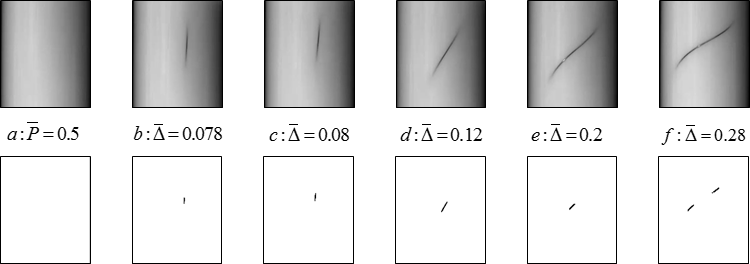 a : P̅ = 0.5 b : Δ̅ = 0.078 c : Δ̅ = 0.08 d : Δ̅ = 0.12 e : Δ̅ = 0.2 f : Δ̅ = 0.28